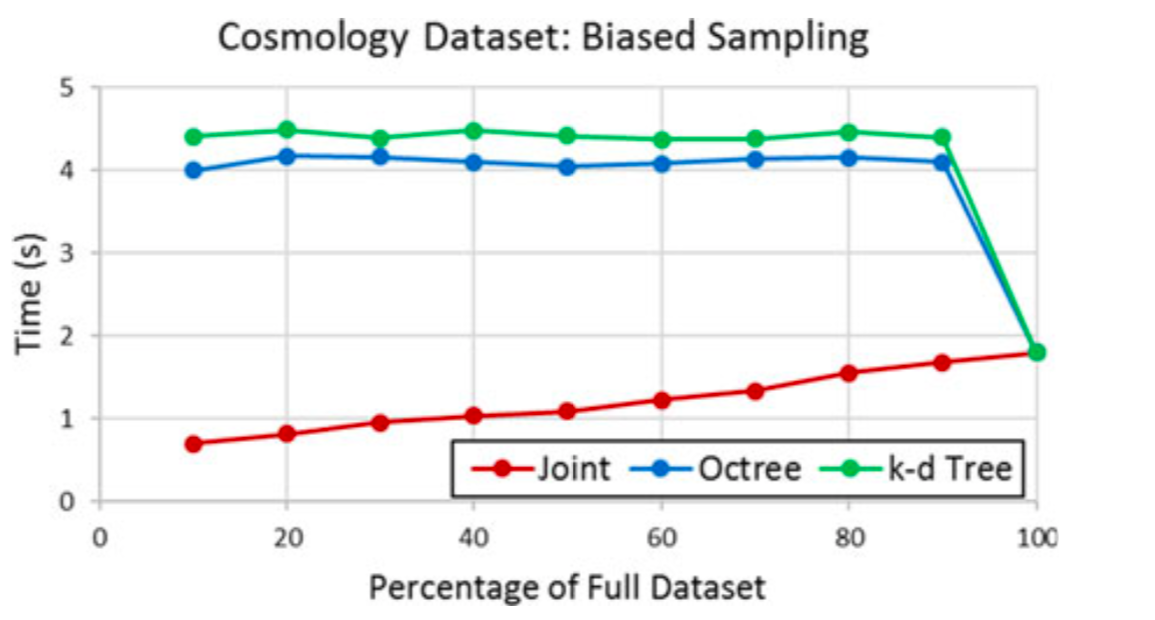 Cosmology Dataset: Biased Sampling
5
4
3
2
1
0
Time (s)
Joint Octree k-d Tree
0 20 40 60 80 100
Percentage of Full Dataset